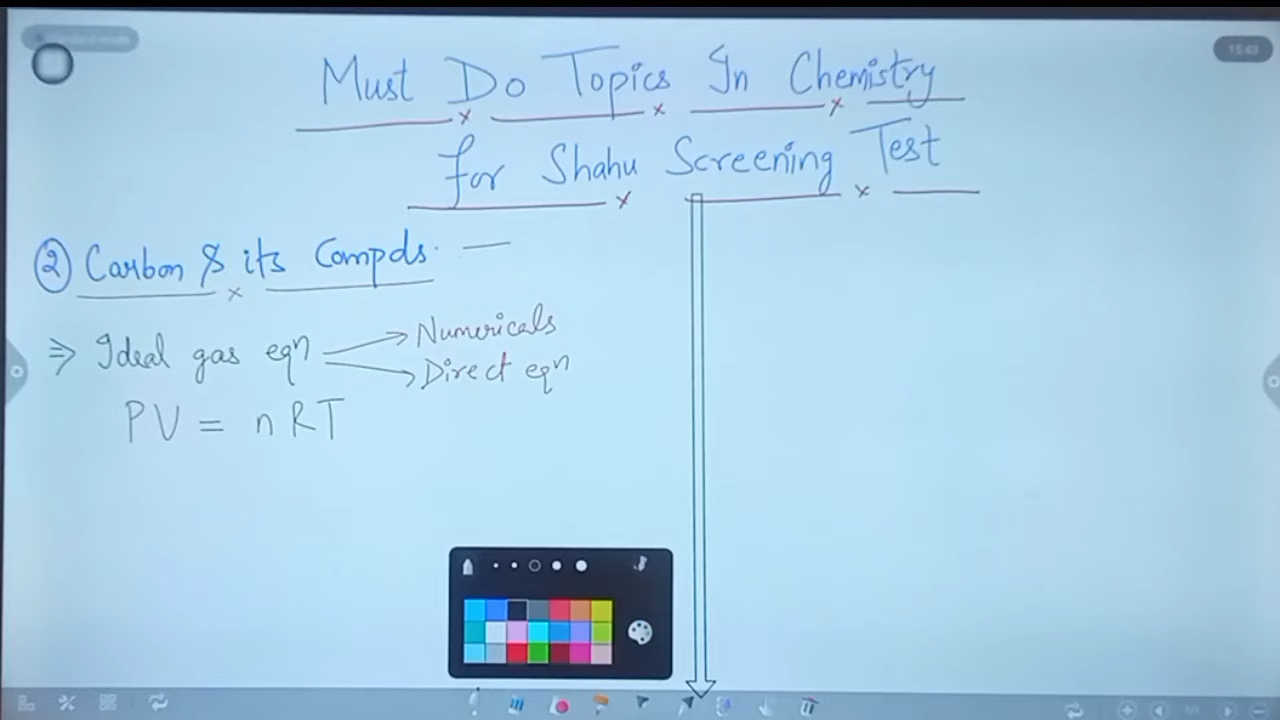 Must Do Topics In Chemistry
for Shahu Screening Test
② Carbon & its Compds. —
⇒ Ideal gas eqn → Numericals
→ Direct eqn
PV = nRT